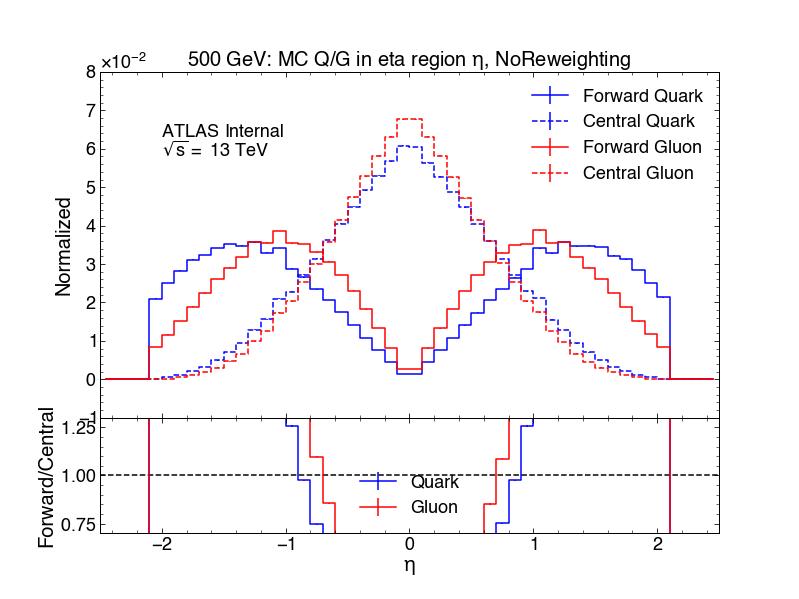 ×10⁻² 500 GeV: MC Q/G in eta region η, NoReweighting
8
7
6
5
4
3
2
1
0
−1
Normalized
ATLAS Internal
√s = 13 TeV
Forward Quark
Central Quark
Forward Gluon
Central Gluon
1.25
1.00
0.75
Forward/Central
Quark
Gluon
−2 −1 0 1 2
η